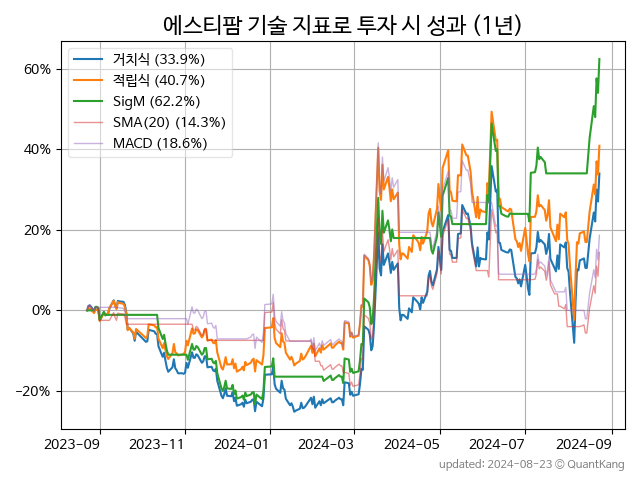 에스티팜 기술 지표로 투자 시 성과 (1년)
거치식 (33.9%)
적립식 (40.7%)
SigM (62.2%)
SMA(20) (14.3%)
MACD (18.6%)
60%
40%
20%
0%
−20%
2023-09 2023-11 2024-01 2024-03 2024-05 2024-07 2024-09
updated: 2024-08-23 ⓒ QuantKang